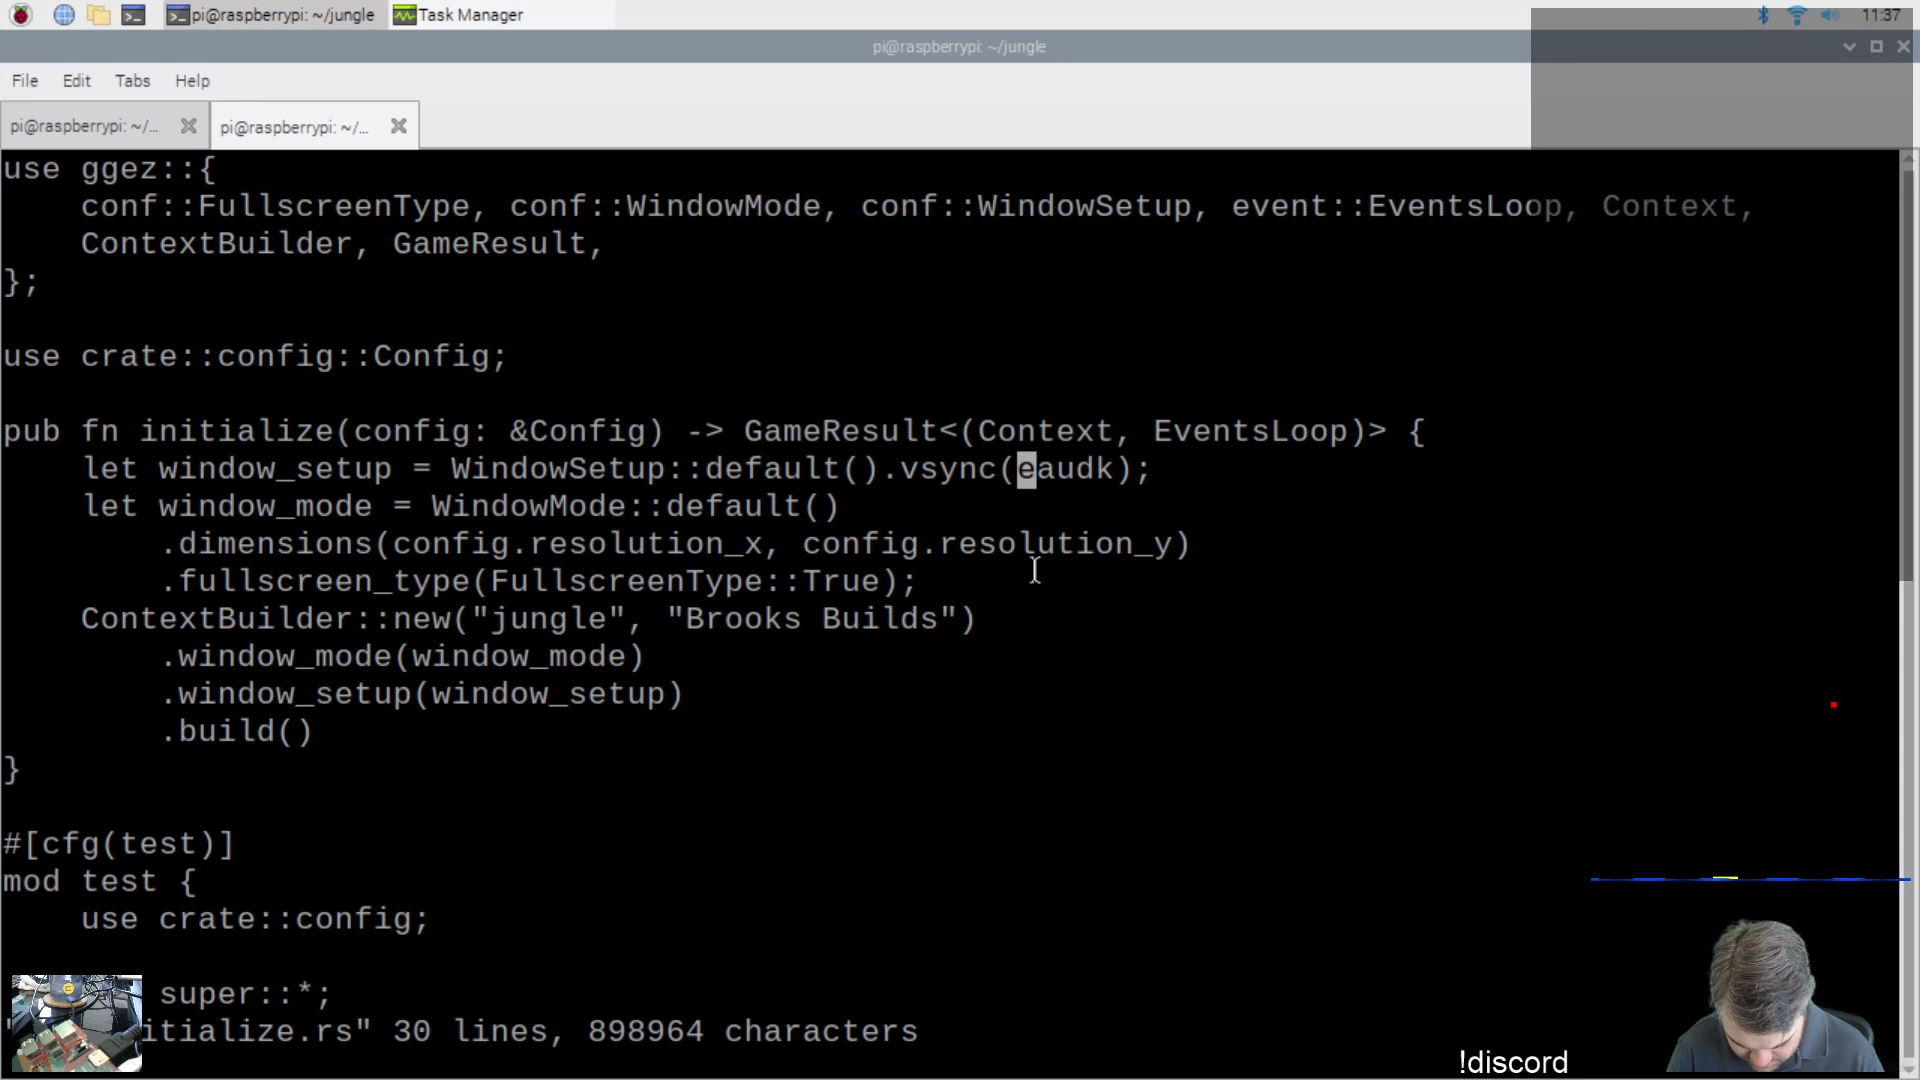 pi@raspberrypi: ~/jungle
Task Manager
11:37
pi@raspberrypi: ~/jungle
File Edit Tabs Help
pi@raspberrypi: ~/...
pi@raspberrypi: ~/...
use ggez::{
    conf::FullscreenType, conf::WindowMode, conf::WindowSetup, event::EventsLoop, Context,
    ContextBuilder, GameResult,
};
use crate::config::Config;
pub fn initialize(config: &Config) -> GameResult<(Context, EventsLoop)> {
    let window_setup = WindowSetup::default().vsync(eaudk);
    let window_mode = WindowMode::default()
        .dimensions(config.resolution_x, config.resolution_y)
        .fullscreen_type(FullscreenType::True);
    ContextBuilder::new("jungle", "Brooks Builds")
        .window_mode(window_mode)
        .window_setup(window_setup)
        .build()
}
#[cfg(test)]
mod test {
    use crate::config;
super::*;
itialize.rs" 30 lines, 898964 characters
!discord